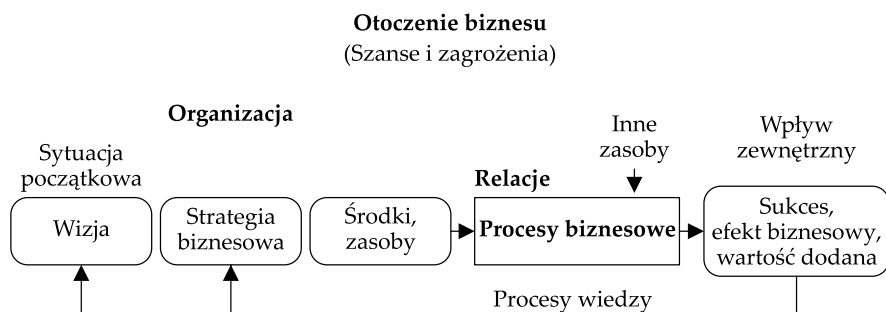 Otoczenie biznesu
(Szanse i zagrożenia)
Organizacja
Sytuacja
początkowa
Wizja
Strategia
biznesowa
Środki,
zasoby
Relacje
Inne
zasoby
Procesy biznesowe
Procesy wiedzy
Wpływ
zewnętrzny
Sukces,
efekt biznesowy,
wartość dodana